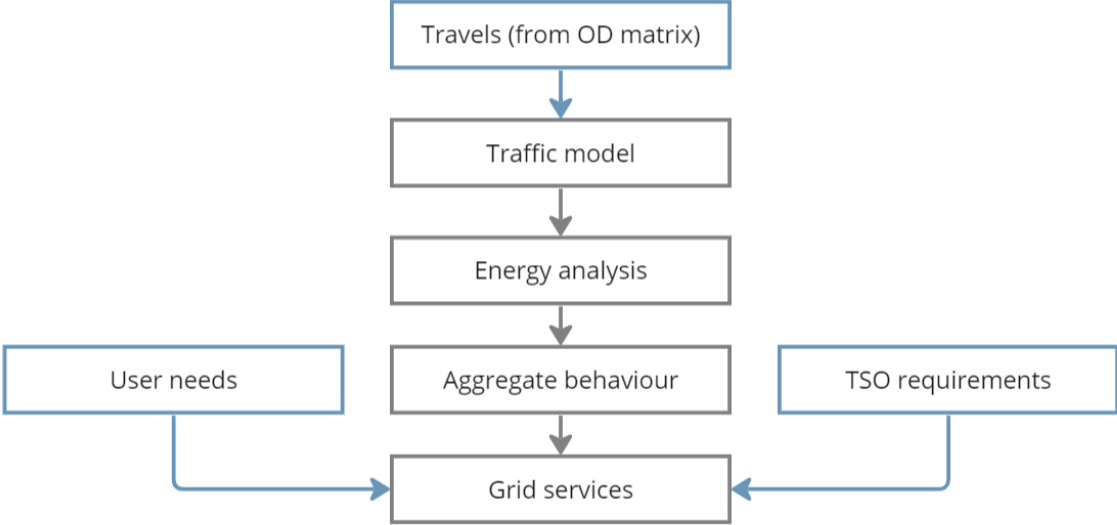 Travels (from OD matrix)
Traffic model
Energy analysis
User needs
Aggregate behaviour
TSO requirements
Grid services